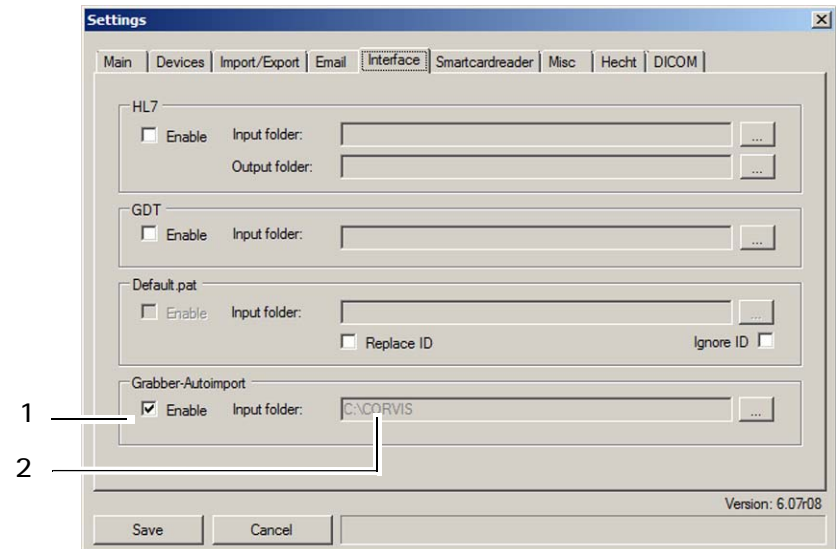 Settings
Main Devices Import/Export Email Interface Smartcardreader Misc Hecht DICOM
HL7
Enable Input folder: ...
Output folder: ...
GDT
Enable Input folder: ...
Default.pat
Enable Input folder: ...
Replace ID Ignore ID
Grabber-Autoimport
1 Enable Input folder: C:\CORVIS ...
2
Version: 6.07r08
Save Cancel